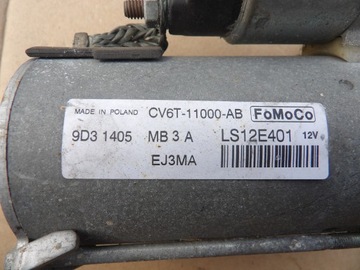 MADE IN POLAND CV6T-11000-AB FoMoCo
9D3 1405 MB 3 A LS12E401 12V
EJ3MA